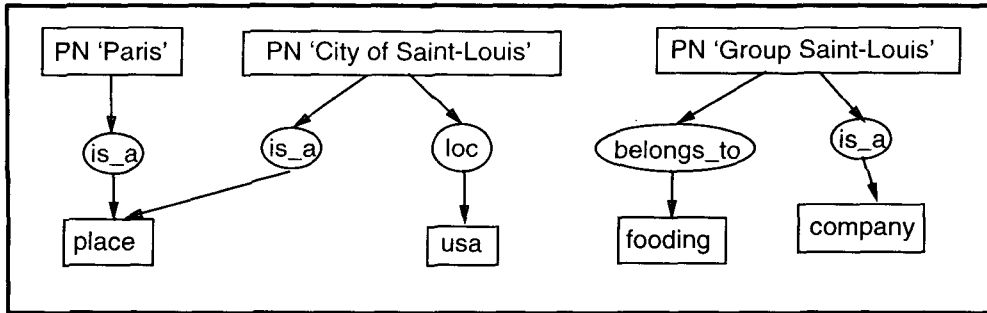 PN 'Paris' PN 'City of Saint-Louis' PN 'Group Saint-Louis'
is_a is_a loc belongs_to is_a
place usa fooding company